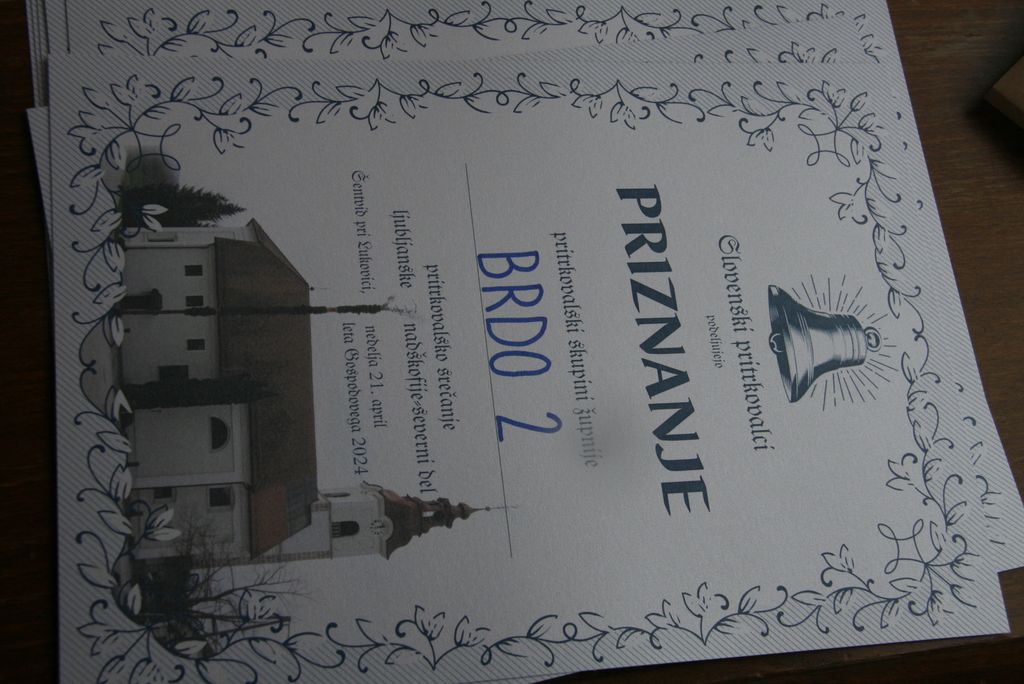 Slovenski pritrkovalci
podeljujejo
PRIZNANJE
pritrkovalski skupini župnije
BRDO 2
pritrkovalsko srečanje
ljubljanske nadškofije-severni del
Šentvid pri Lukovici, nedelja 21. april
leta Gospodovega 2024